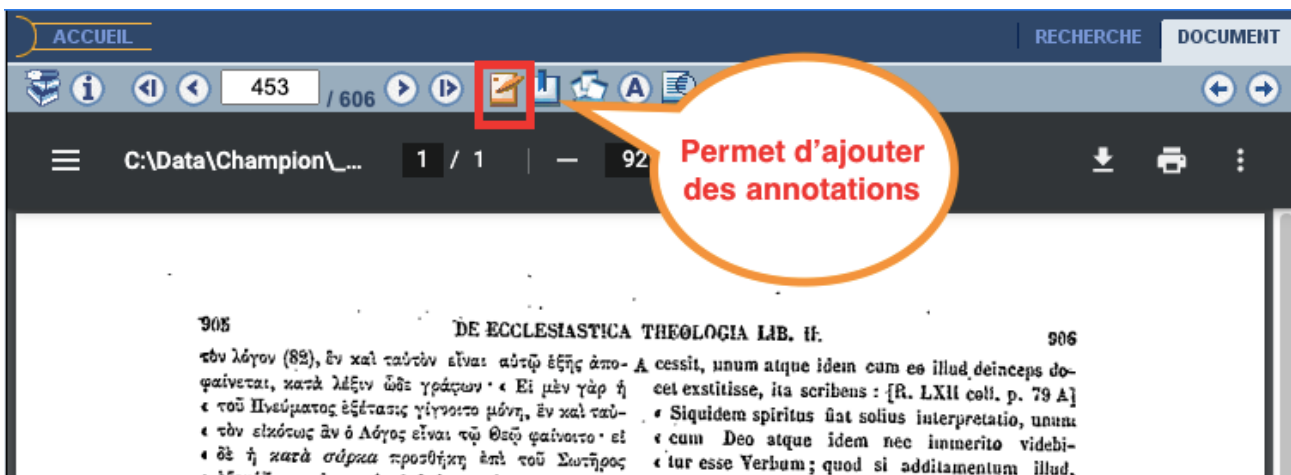 ACCUEIL
RECHERCHE
DOCUMENT
453 / 606
A
C:\Data\Champion\_...
1 / 1
92
Permet d’ajouter
des annotations
905
DE ECCLESIASTICA THEOLOGIA LIB. II.
906
τὸν λόγον (82), ἓν καὶ ταὐτὸν εἶναι αὐτῷ ἑξῆς ἀπο-
φαίνεται, κατὰ λέξιν ὧδε γράφων· « Εἰ μὲν γὰρ ἡ
« τοῦ Πνεύματος ἐξέτασις γίγνοιτο μόνη, ἓν καὶ ταὐ-
« τὸν εἰκότως ἂν ὁ Λόγος εἶναι τῷ Θεῷ φαίνοιτο· εἰ
« δὲ ἡ κατὰ σάρκα προσθήκη ἐπὶ τοῦ Σωτῆρος
A cessit, unum atque idem cum eo illud deinceps do-
cet exstitisse, ita scribens : [R. LXII coll. p. 79 A]
« Siquidem spiritus fiat solius interpretatio, unum
« cum Deo atque idem nec immerito videbi-
« tur esse Verbum; quod si additamentum illud,